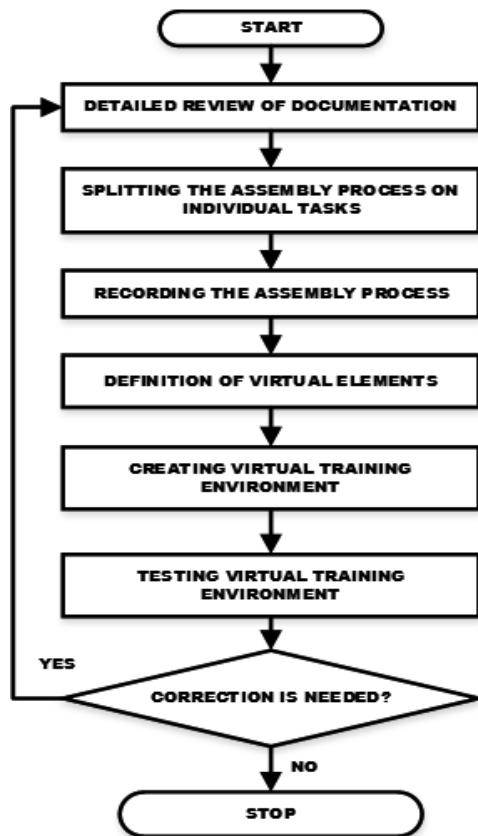 START
DETAILED REVIEW OF DOCUMENTATION
SPLITTING THE ASSEMBLY PROCESS ON
INDIVIDUAL TASKS
RECORDING THE ASSEMBLY PROCESS
DEFINITION OF VIRTUAL ELEMENTS
CREATING VIRTUAL TRAINING
ENVIRONMENT
TESTING VIRTUAL TRAINING
ENVIRONMENT
YES
CORRECTION IS NEEDED?
NO
STOP